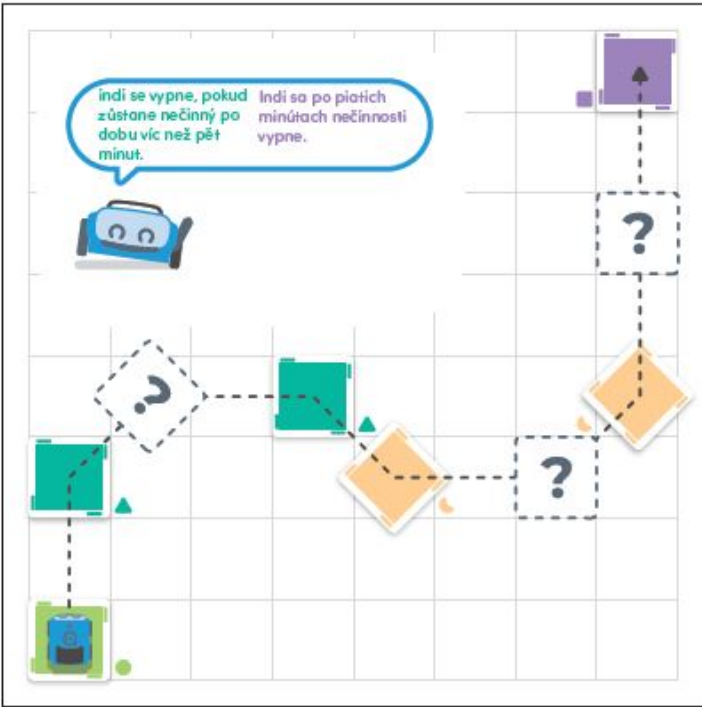 indi se vypne, pokud
zůstane nečinný po
dobu víc než pět
minut.
Indi sa po piatich
minútach nečinnosti
vypne.
?
?
?